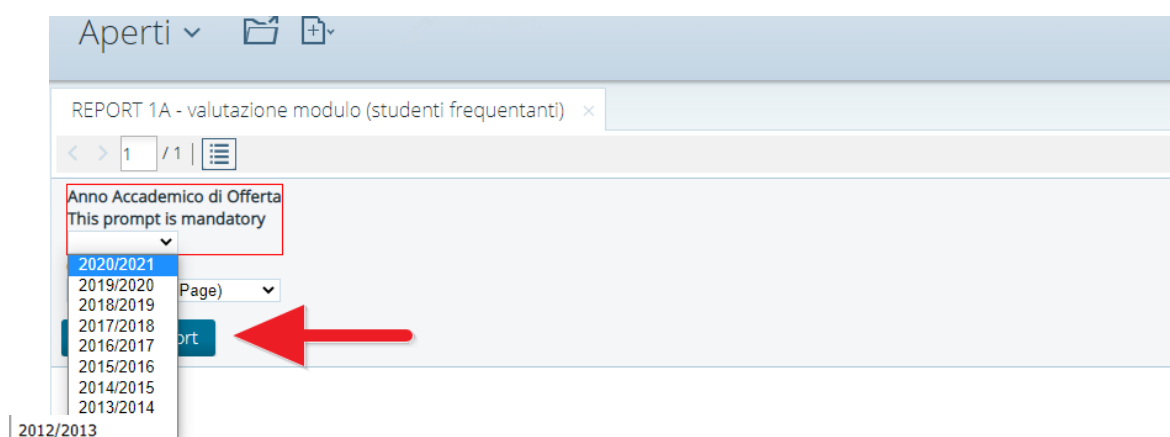 Aperti
REPORT 1A - valutazione modulo (studenti frequentanti) ×
1 / 1
Anno Accademico di Offerta
This prompt is mandatory
2020/2021
2019/2020
Page)
2018/2019
2017/2018
2016/2017
2015/2016
2014/2015
2013/2014
2012/2013